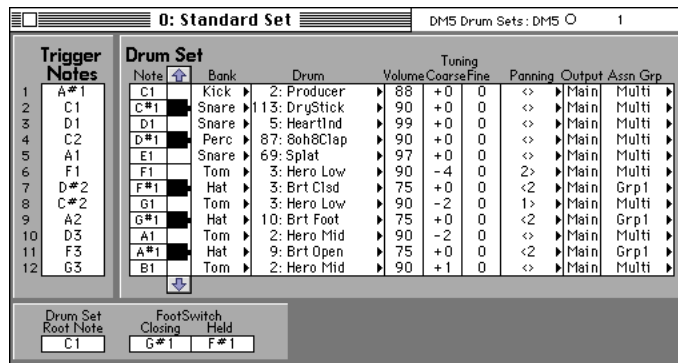 0: Standard Set
DM5 Drum Sets: DM5 O 1
Trigger Notes
Drum Set
Tuning
Note Bank Drum Volume Coarse Fine Panning Output Assn Grp
1 A#1 C1 Kick 2: Producer 88 +0 0 <> Main Multi
2 C1 C#1 Snare 113: DryStick 90 +0 0 <> Main Multi
3 D1 D1 Snare 5: HeartInd 99 +0 0 <> Main Multi
4 C2 D#1 Perc 87: 8oh8Clap 90 +0 0 <> Main Multi
5 A1 E1 Snare 69: Splat 97 +0 0 <> Main Multi
6 F1 F1 Tom 3: Hero Low 90 -4 0 2> Main Multi
7 D#2 F#1 Hat 3: Brt Clsd 75 +0 0 <2 Main Grp1
8 C#2 G1 Tom 3: Hero Low 90 -2 0 1> Main Multi
9 A2 G#1 Hat 10: Brt Foot 75 +0 0 <2 Main Grp1
10 D3 A1 Tom 2: Hero Mid 90 -2 0 <> Main Multi
11 F3 A#1 Hat 9: Brt Open 75 +0 0 <2 Main Grp1
12 G3 B1 Tom 2: Hero Mid 90 +1 0 <> Main Multi
Drum Set Root Note
C1
FootSwitch
Closing Held
G#1 F#1